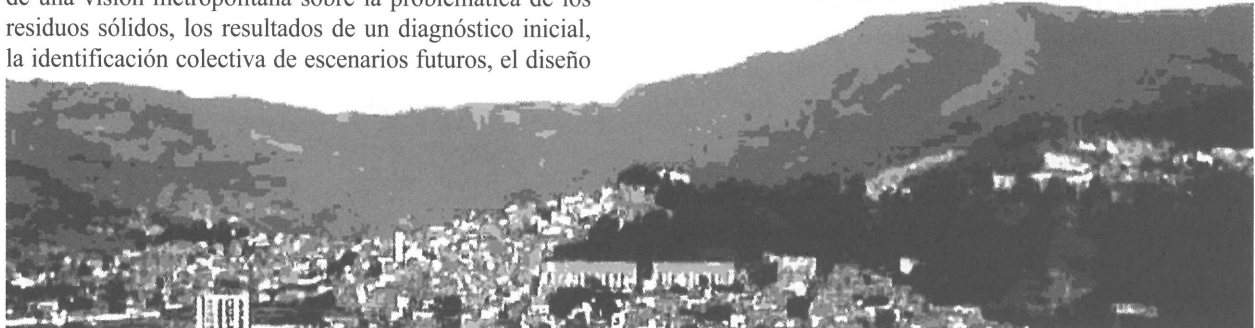 de una visión metropolitana sobre la problemática de los
residuos sólidos, los resultados de un diagnóstico inicial,
la identificación colectiva de escenarios futuros, el diseño